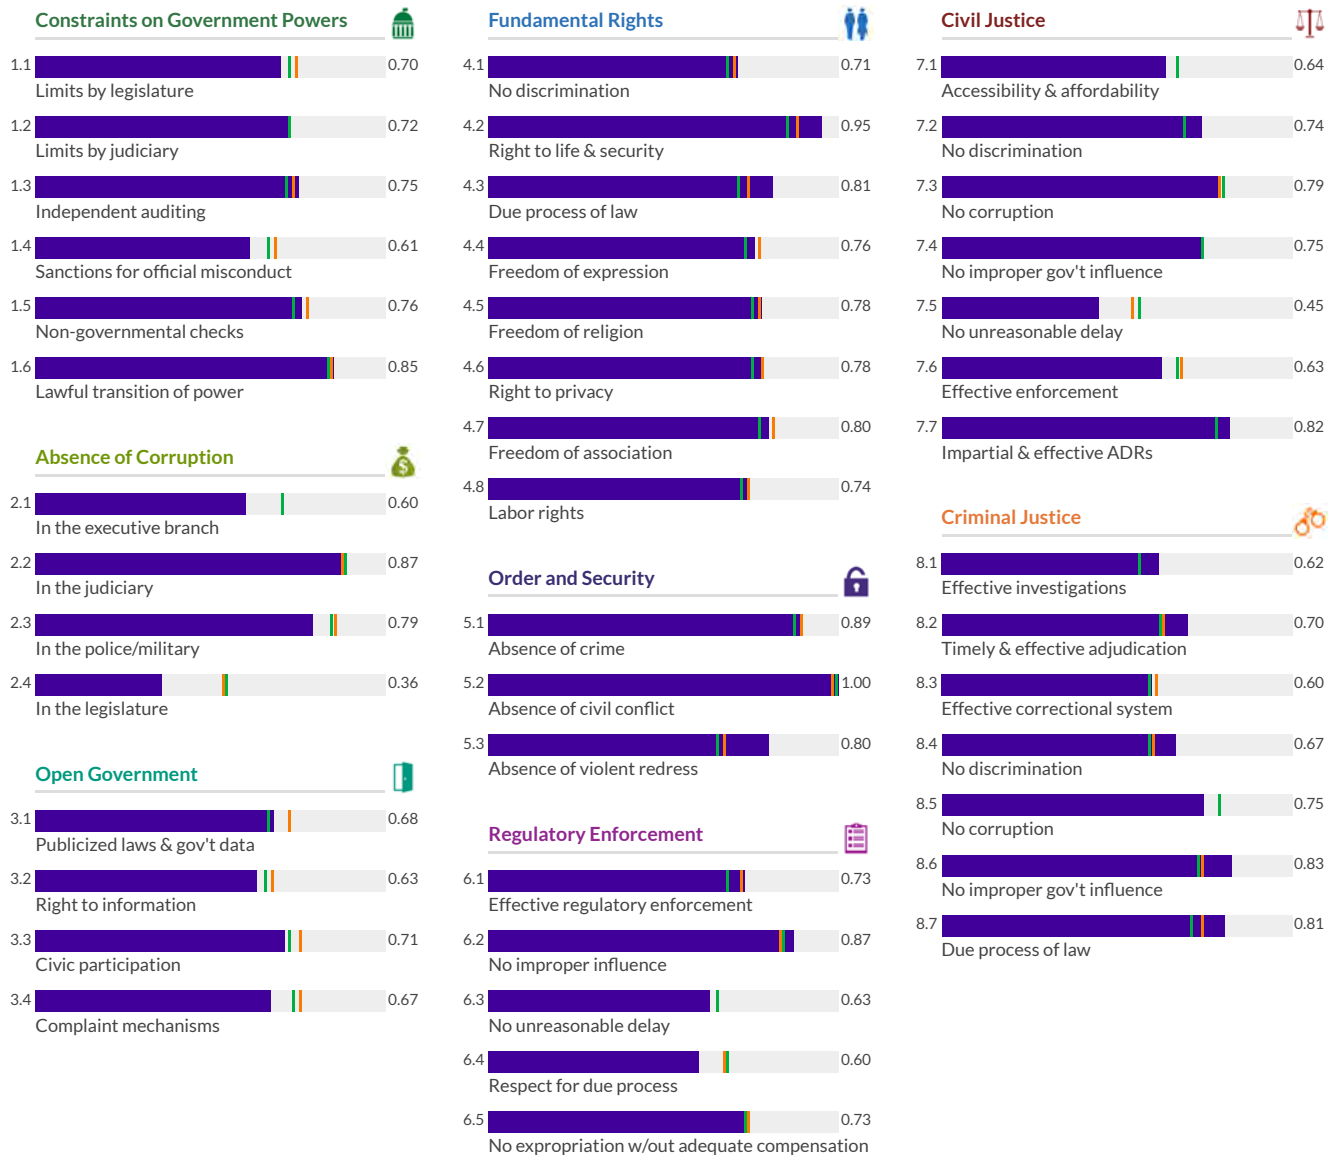 Constraints on Government Powers
1.1 0.70
Limits by legislature
1.2 0.72
Limits by judiciary
1.3 0.75
Independent auditing
1.4 0.61
Sanctions for official misconduct
1.5 0.76
Non-governmental checks
1.6 0.85
Lawful transition of power
Absence of Corruption
2.1 0.60
In the executive branch
2.2 0.87
In the judiciary
2.3 0.79
In the police/military
2.4 0.36
In the legislature
Open Government
3.1 0.68
Publicized laws & gov't data
3.2 0.63
Right to information
3.3 0.71
Civic participation
3.4 0.67
Complaint mechanisms
Fundamental Rights
4.1 0.71
No discrimination
4.2 0.95
Right to life & security
4.3 0.81
Due process of law
4.4 0.76
Freedom of expression
4.5 0.78
Freedom of religion
4.6 0.78
Right to privacy
4.7 0.80
Freedom of association
4.8 0.74
Labor rights
Order and Security
5.1 0.89
Absence of crime
5.2 1.00
Absence of civil conflict
5.3 0.80
Absence of violent redress
Regulatory Enforcement
6.1 0.73
Effective regulatory enforcement
6.2 0.87
No improper influence
6.3 0.63
No unreasonable delay
6.4 0.60
Respect for due process
6.5 0.73
No expropriation w/out adequate compensation
Civil Justice
7.1 0.64
Accessibility & affordability
7.2 0.74
No discrimination
7.3 0.79
No corruption
7.4 0.75
No improper gov't influence
7.5 0.45
No unreasonable delay
7.6 0.63
Effective enforcement
7.7 0.82
Impartial & effective ADRs
Criminal Justice
8.1 0.62
Effective investigations
8.2 0.70
Timely & effective adjudication
8.3 0.60
Effective correctional system
8.4 0.67
No discrimination
8.5 0.75
No corruption
8.6 0.83
No improper gov't influence
8.7 0.81
Due process of law